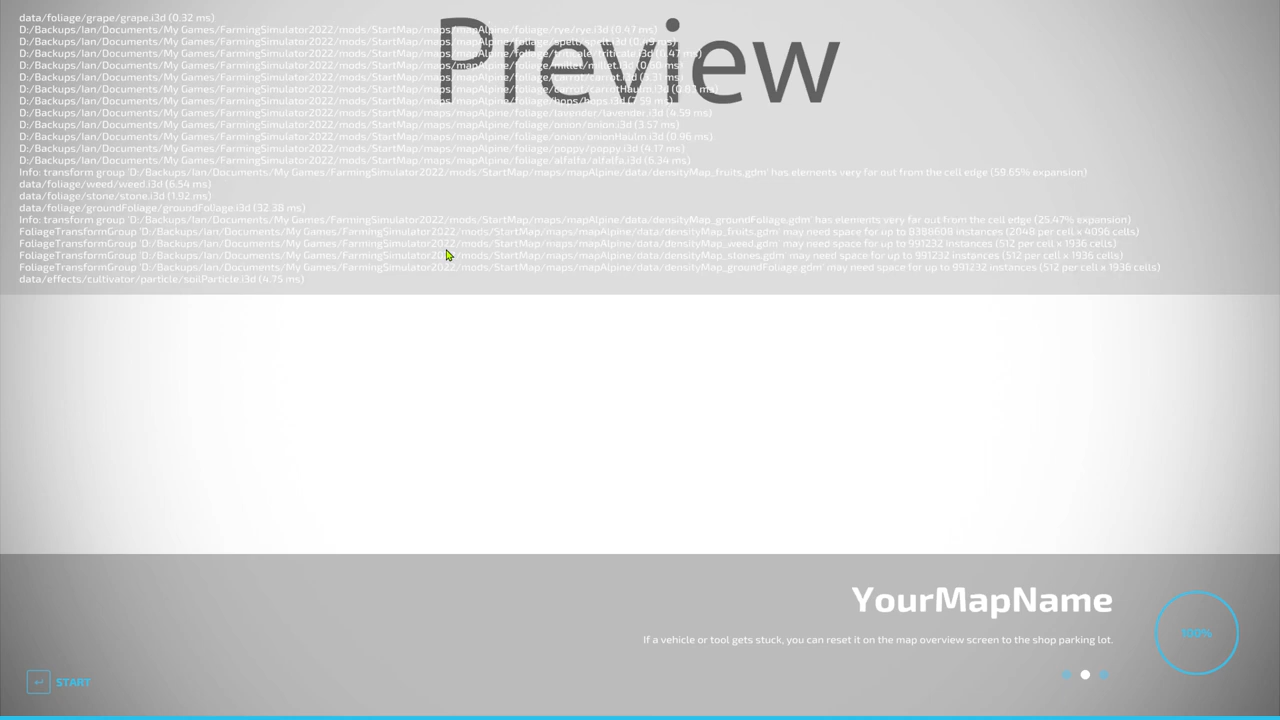 Preview
data/foliage/grape/grape.i3d (0.32 ms)
D:/Backups/Ian/Documents/My Games/FarmingSimulator2022/mods/StartMap/maps/mapAlpine/foliage/rye/rye.i3d (0.47 ms)
D:/Backups/Ian/Documents/My Games/FarmingSimulator2022/mods/StartMap/maps/mapAlpine/foliage/spelt/spelt.i3d
D:/Backups/Ian/Documents/My Games/FarmingSimulator2022/mods/StartMap/maps/mapAlpine/foliage/triticale/triticale.i3d (0.47 ms)
D:/Backups/Ian/Documents/My Games/FarmingSimulator2022/mods/StartMap/maps/mapAlpine/foliage/millet/millet.i3d
D:/Backups/Ian/Documents/My Games/FarmingSimulator2022/mods/StartMap/maps/mapAlpine/foliage/carrot/carrot.i3d
D:/Backups/Ian/Documents/My Games/FarmingSimulator2022/mods/StartMap/maps/mapAlpine/foliage/carrot/carrotHaulm.i3d
D:/Backups/Ian/Documents/My Games/FarmingSimulator2022/mods/StartMap/maps/mapAlpine/foliage/hops/hops.i3d
D:/Backups/Ian/Documents/My Games/FarmingSimulator2022/mods/StartMap/maps/mapAlpine/foliage/lavender/lavender.i3d (4.59 ms)
D:/Backups/Ian/Documents/My Games/FarmingSimulator2022/mods/StartMap/maps/mapAlpine/foliage/onion/onion.i3d (3.57 ms)
D:/Backups/Ian/Documents/My Games/FarmingSimulator2022/mods/StartMap/maps/mapAlpine/foliage/onion/onionHaulm.i3d (0.96 ms)
D:/Backups/Ian/Documents/My Games/FarmingSimulator2022/mods/StartMap/maps/mapAlpine/foliage/poppy/poppy.i3d (4.17 ms)
D:/Backups/Ian/Documents/My Games/FarmingSimulator2022/mods/StartMap/maps/mapAlpine/foliage/alfalfa/alfalfa.i3d (6.34 ms)
Info: transform group 'D:/Backups/Ian/Documents/My Games/FarmingSimulator2022/mods/StartMap/maps/mapAlpine/data/densityMap_fruits.gdm' has elements very far out from the cell edge (59.65% expansion)
data/foliage/weed/weed.i3d (6.54 ms)
data/foliage/stone/stone.i3d (1.92 ms)
data/foliage/groundFoliage/groundFoliage.i3d (32.38 ms)
Info: transform group 'D:/Backups/Ian/Documents/My Games/FarmingSimulator2022/mods/StartMap/maps/mapAlpine/data/densityMap_groundFoliage.gdm' has elements very far out from the cell edge (25.47% expansion)
FoliageTransformGroup 'D:/Backups/Ian/Documents/My Games/FarmingSimulator2022/mods/StartMap/maps/mapAlpine/data/densityMap_fruits.gdm' may need space for up to 8388608 instances (2048 per cell x 4096 cells)
FoliageTransformGroup 'D:/Backups/Ian/Documents/My Games/FarmingSimulator2022/mods/StartMap/maps/mapAlpine/data/densityMap_weed.gdm' may need space for up to 991232 instances (512 per cell x 1936 cells)
FoliageTransformGroup 'D:/Backups/Ian/Documents/My Games/FarmingSimulator2022/mods/StartMap/maps/mapAlpine/data/densityMap_stones.gdm' may need space for up to 991232 instances (512 per cell x 1936 cells)
FoliageTransformGroup 'D:/Backups/Ian/Documents/My Games/FarmingSimulator2022/mods/StartMap/maps/mapAlpine/data/densityMap_groundFoliage.gdm' may need space for up to 991232 instances (512 per cell x 1936 cells)
data/effects/cultivator/particle/soilParticle.i3d (4.75 ms)
YourMapName
100%
If a vehicle or tool gets stuck, you can reset it on the map overview screen to the shop parking lot.
START